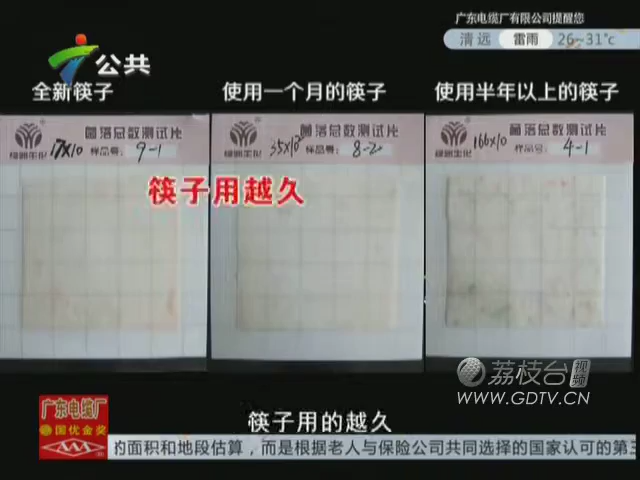 广东电缆厂有限公司提醒您
清远 雷雨 26~31℃
公共
全新筷子
使用一个月的筷子
使用半年以上的筷子
菌落总数测试片
17X10
样品号: 9-1
菌落总数测试片
35X10
样品号: 8-2
菌落总数测试片
166X10
样品号: 4-1
筷子用越久
荔枝台 视频
WWW.GDTV.CN
广东电缆厂
国优金奖
筷子用的越久
的面积和地段估算，而是根据老人与保险公司共同选择的国家认可的第三